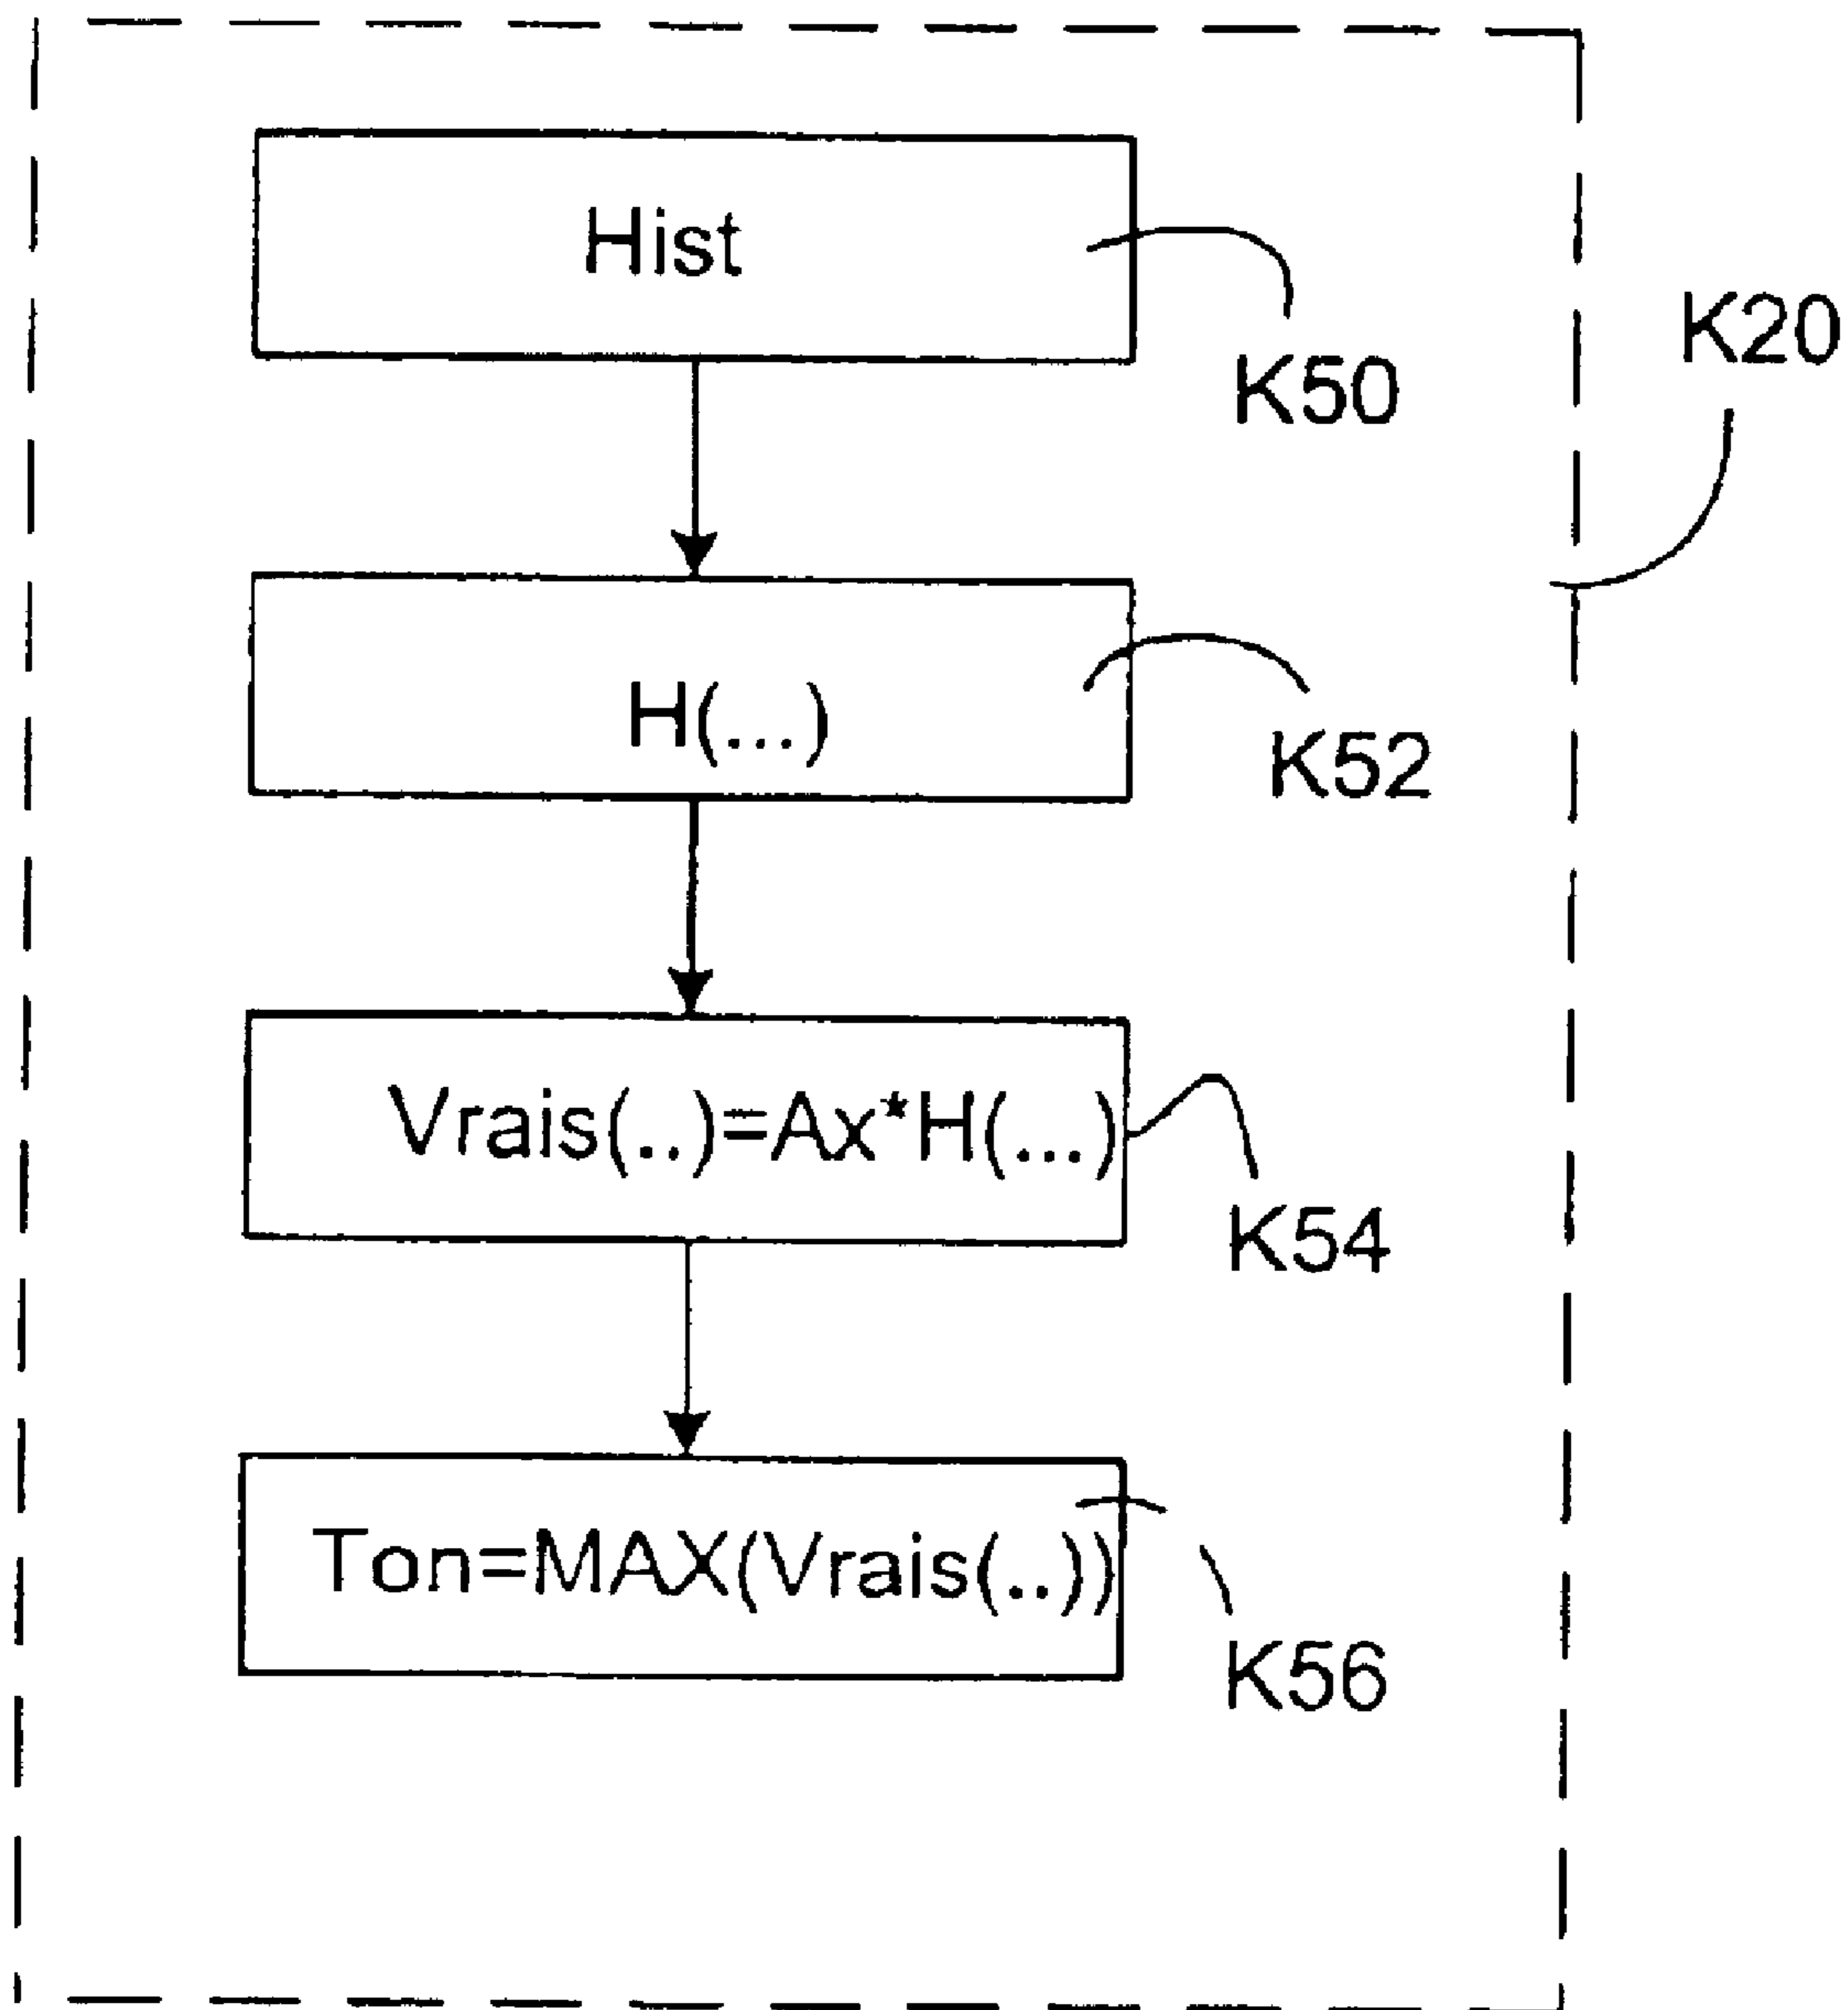 Hist
K50
K20
H(...)
K52
Vrais(..)=Ax*H(...)
K54
Ton=MAX(Vrais(..))
K56